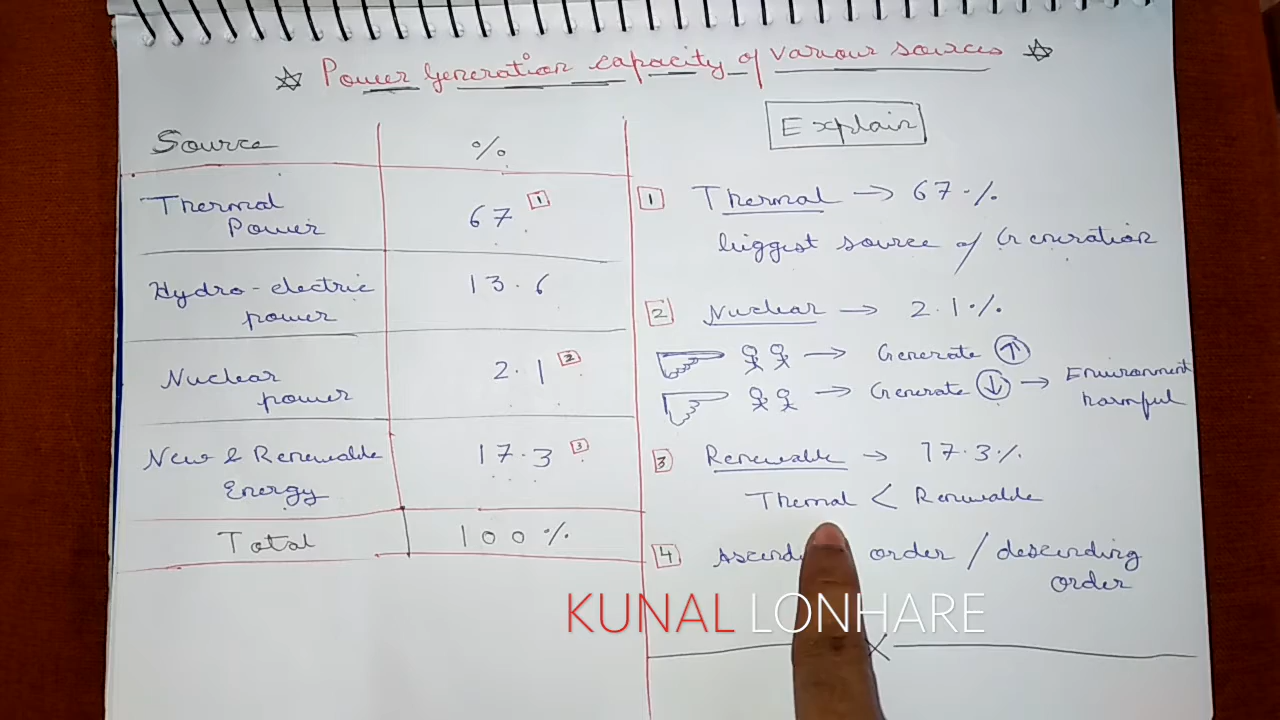 Power Generation capacity of various sources
Source %
Thermal Power 67 1
Hydro-electric power 13.6
Nuclear power 2.1 2
New & Renewable Energy 17.3 3
Total 100%
Explain
1 Thermal → 67%
biggest source of Generation
2 Nuclear → 2.1%
→ Generate ↑
→ Generate ↓ → Environment harmful
3 Renewable → 17.3%
Themal < Renewable
4 order / descending
order
KUNAL LONHARE